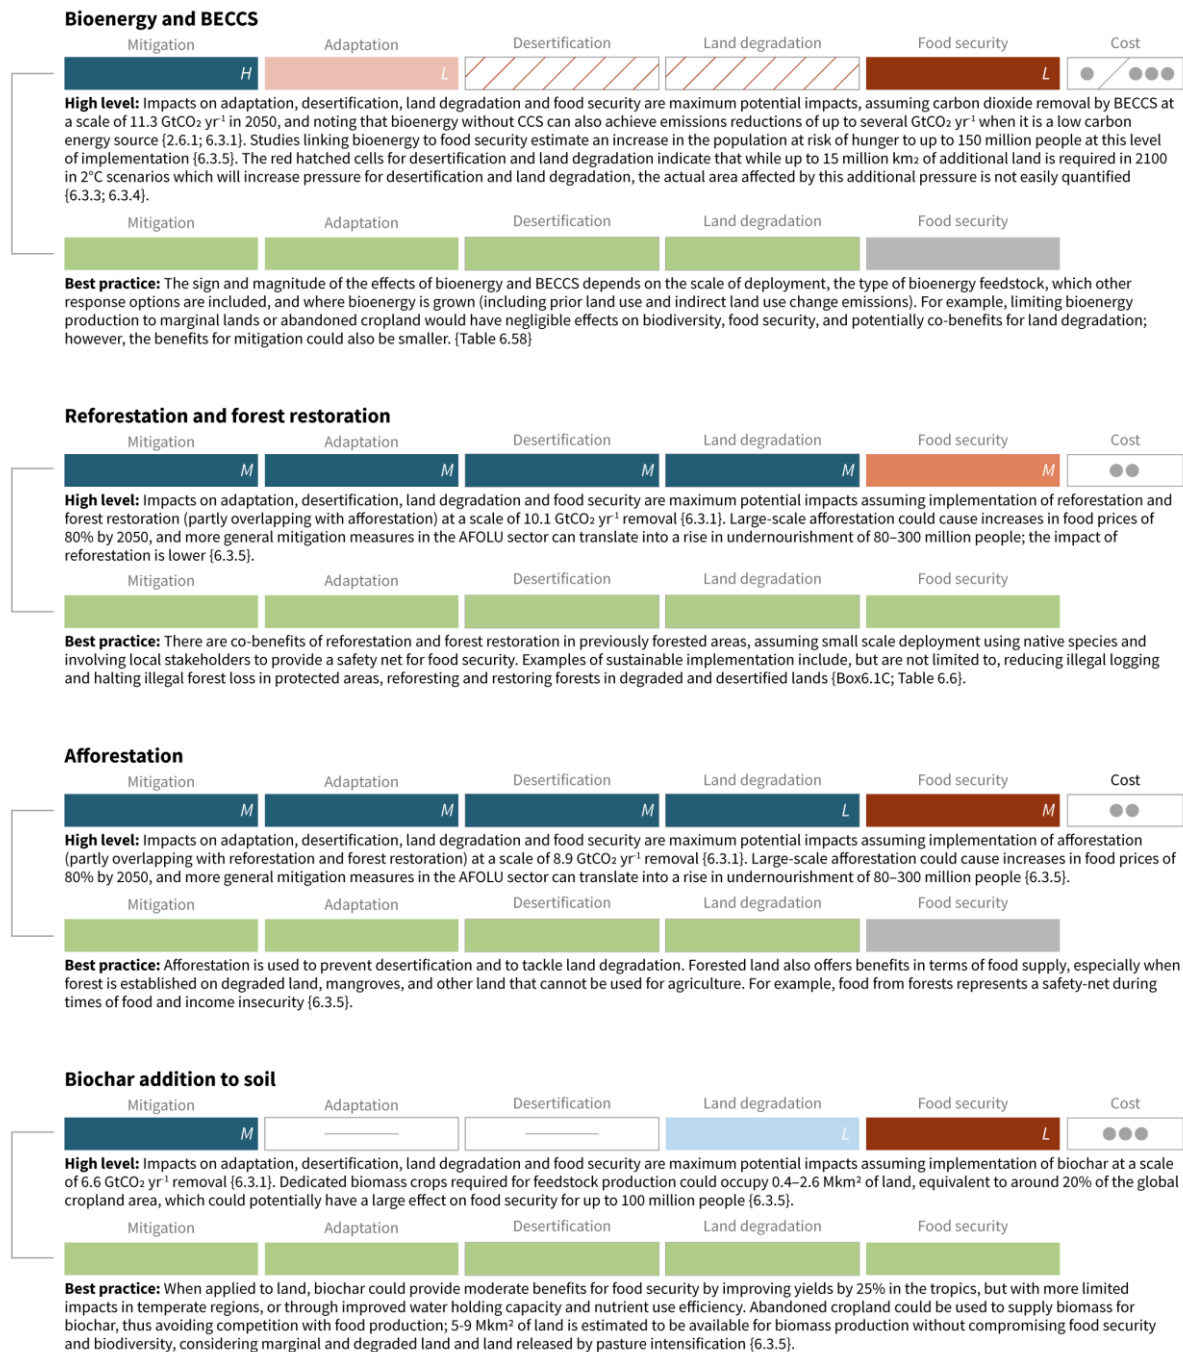 Bioenergy and BECCS
Mitigation Adaptation Desertification Land degradation Food security Cost
H L L
High level: Impacts on adaptation, desertification, land degradation and food security are maximum potential impacts, assuming carbon dioxide removal by BECCS at
a scale of 11.3 GtCO₂ yr⁻¹ in 2050, and noting that bioenergy without CCS can also achieve emissions reductions of up to several GtCO₂ yr⁻¹ when it is a low carbon
energy source {2.6.1; 6.3.1}. Studies linking bioenergy to food security estimate an increase in the population at risk of hunger to up to 150 million people at this level
of implementation {6.3.5}. The red hatched cells for desertification and land degradation indicate that while up to 15 million km₂ of additional land is required in 2100
in 2°C scenarios which will increase pressure for desertification and land degradation, the actual area affected by this additional pressure is not easily quantified
{6.3.3; 6.3.4}.
Mitigation Adaptation Desertification Land degradation Food security
Best practice: The sign and magnitude of the effects of bioenergy and BECCS depends on the scale of deployment, the type of bioenergy feedstock, which other
response options are included, and where bioenergy is grown (including prior land use and indirect land use change emissions). For example, limiting bioenergy
production to marginal lands or abandoned cropland would have negligible effects on biodiversity, food security, and potentially co-benefits for land degradation;
however, the benefits for mitigation could also be smaller. {Table 6.58}
Reforestation and forest restoration
Mitigation Adaptation Desertification Land degradation Food security Cost
M M M M M
High level: Impacts on adaptation, desertification, land degradation and food security are maximum potential impacts assuming implementation of reforestation and
forest restoration (partly overlapping with afforestation) at a scale of 10.1 GtCO₂ yr⁻¹ removal {6.3.1}. Large-scale afforestation could cause increases in food prices of
80% by 2050, and more general mitigation measures in the AFOLU sector can translate into a rise in undernourishment of 80–300 million people; the impact of
reforestation is lower {6.3.5}.
Mitigation Adaptation Desertification Land degradation Food security
Best practice: There are co-benefits of reforestation and forest restoration in previously forested areas, assuming small scale deployment using native species and
involving local stakeholders to provide a safety net for food security. Examples of sustainable implementation include, but are not limited to, reducing illegal logging
and halting illegal forest loss in protected areas, reforesting and restoring forests in degraded and desertified lands {Box6.1C; Table 6.6}.
Afforestation
Mitigation Adaptation Desertification Land degradation Food security Cost
M M M L M
High level: Impacts on adaptation, desertification, land degradation and food security are maximum potential impacts assuming implementation of afforestation
(partly overlapping with reforestation and forest restoration) at a scale of 8.9 GtCO₂ yr⁻¹ removal {6.3.1}. Large-scale afforestation could cause increases in food prices of
80% by 2050, and more general mitigation measures in the AFOLU sector can translate into a rise in undernourishment of 80–300 million people {6.3.5}.
Mitigation Adaptation Desertification Land degradation Food security
Best practice: Afforestation is used to prevent desertification and to tackle land degradation. Forested land also offers benefits in terms of food supply, especially when
forest is established on degraded land, mangroves, and other land that cannot be used for agriculture. For example, food from forests represents a safety-net during
times of food and income insecurity {6.3.5}.
Biochar addition to soil
Mitigation Adaptation Desertification Land degradation Food security Cost
M L L
High level: Impacts on adaptation, desertification, land degradation and food security are maximum potential impacts assuming implementation of biochar at a scale
of 6.6 GtCO₂ yr⁻¹ removal {6.3.1}. Dedicated biomass crops required for feedstock production could occupy 0.4–2.6 Mkm² of land, equivalent to around 20% of the global
cropland area, which could potentially have a large effect on food security for up to 100 million people {6.3.5}.
Mitigation Adaptation Desertification Land degradation Food security
Best practice: When applied to land, biochar could provide moderate benefits for food security by improving yields by 25% in the tropics, but with more limited
impacts in temperate regions, or through improved water holding capacity and nutrient use efficiency. Abandoned cropland could be used to supply biomass for
biochar, thus avoiding competition with food production; 5-9 Mkm² of land is estimated to be available for biomass production without compromising food security
and biodiversity, considering marginal and degraded land and land released by pasture intensification {6.3.5}.